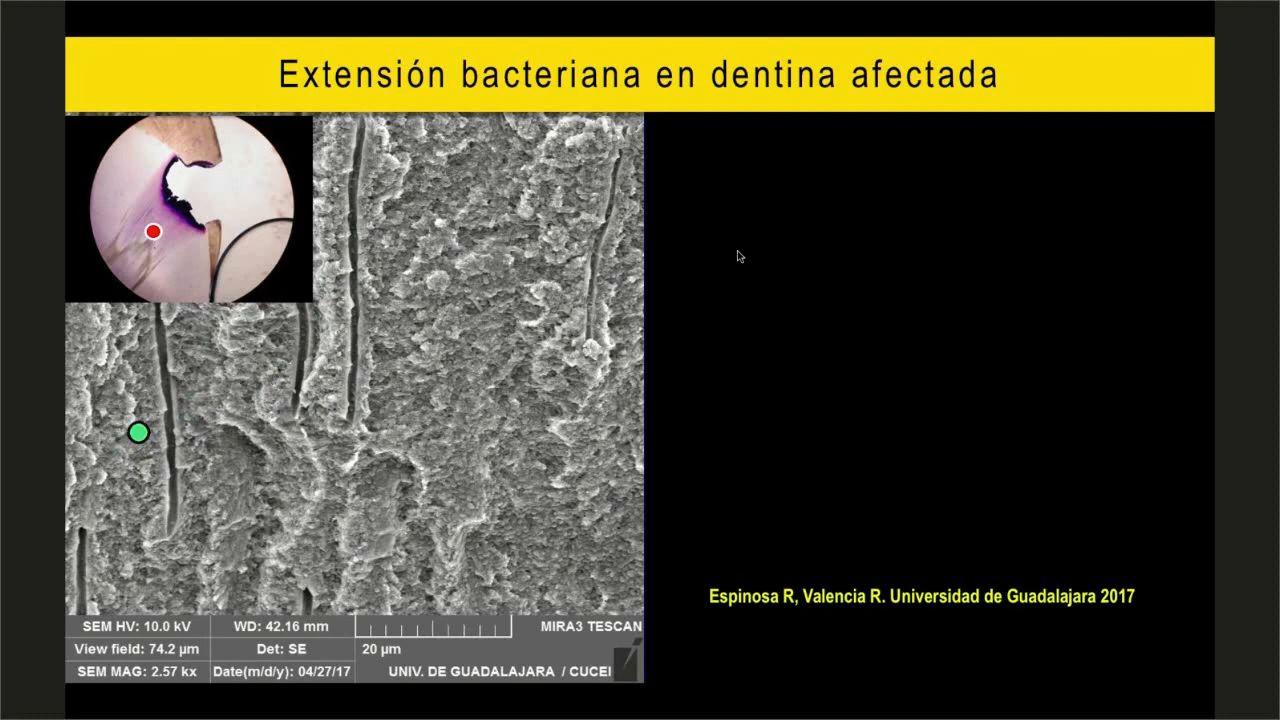 Extensión bacteriana en dentina afectada
Espinosa R, Valencia R. Universidad de Guadalajara 2017
SEM HV: 10.0 kV WD: 42.16 mm MIRA3 TESCAN
View field: 74.2 µm Det: SE 20 µm
SEM MAG: 2.57 kx Date(m/d/y): 04/27/17 UNIV. DE GUADALAJARA / CUCEI